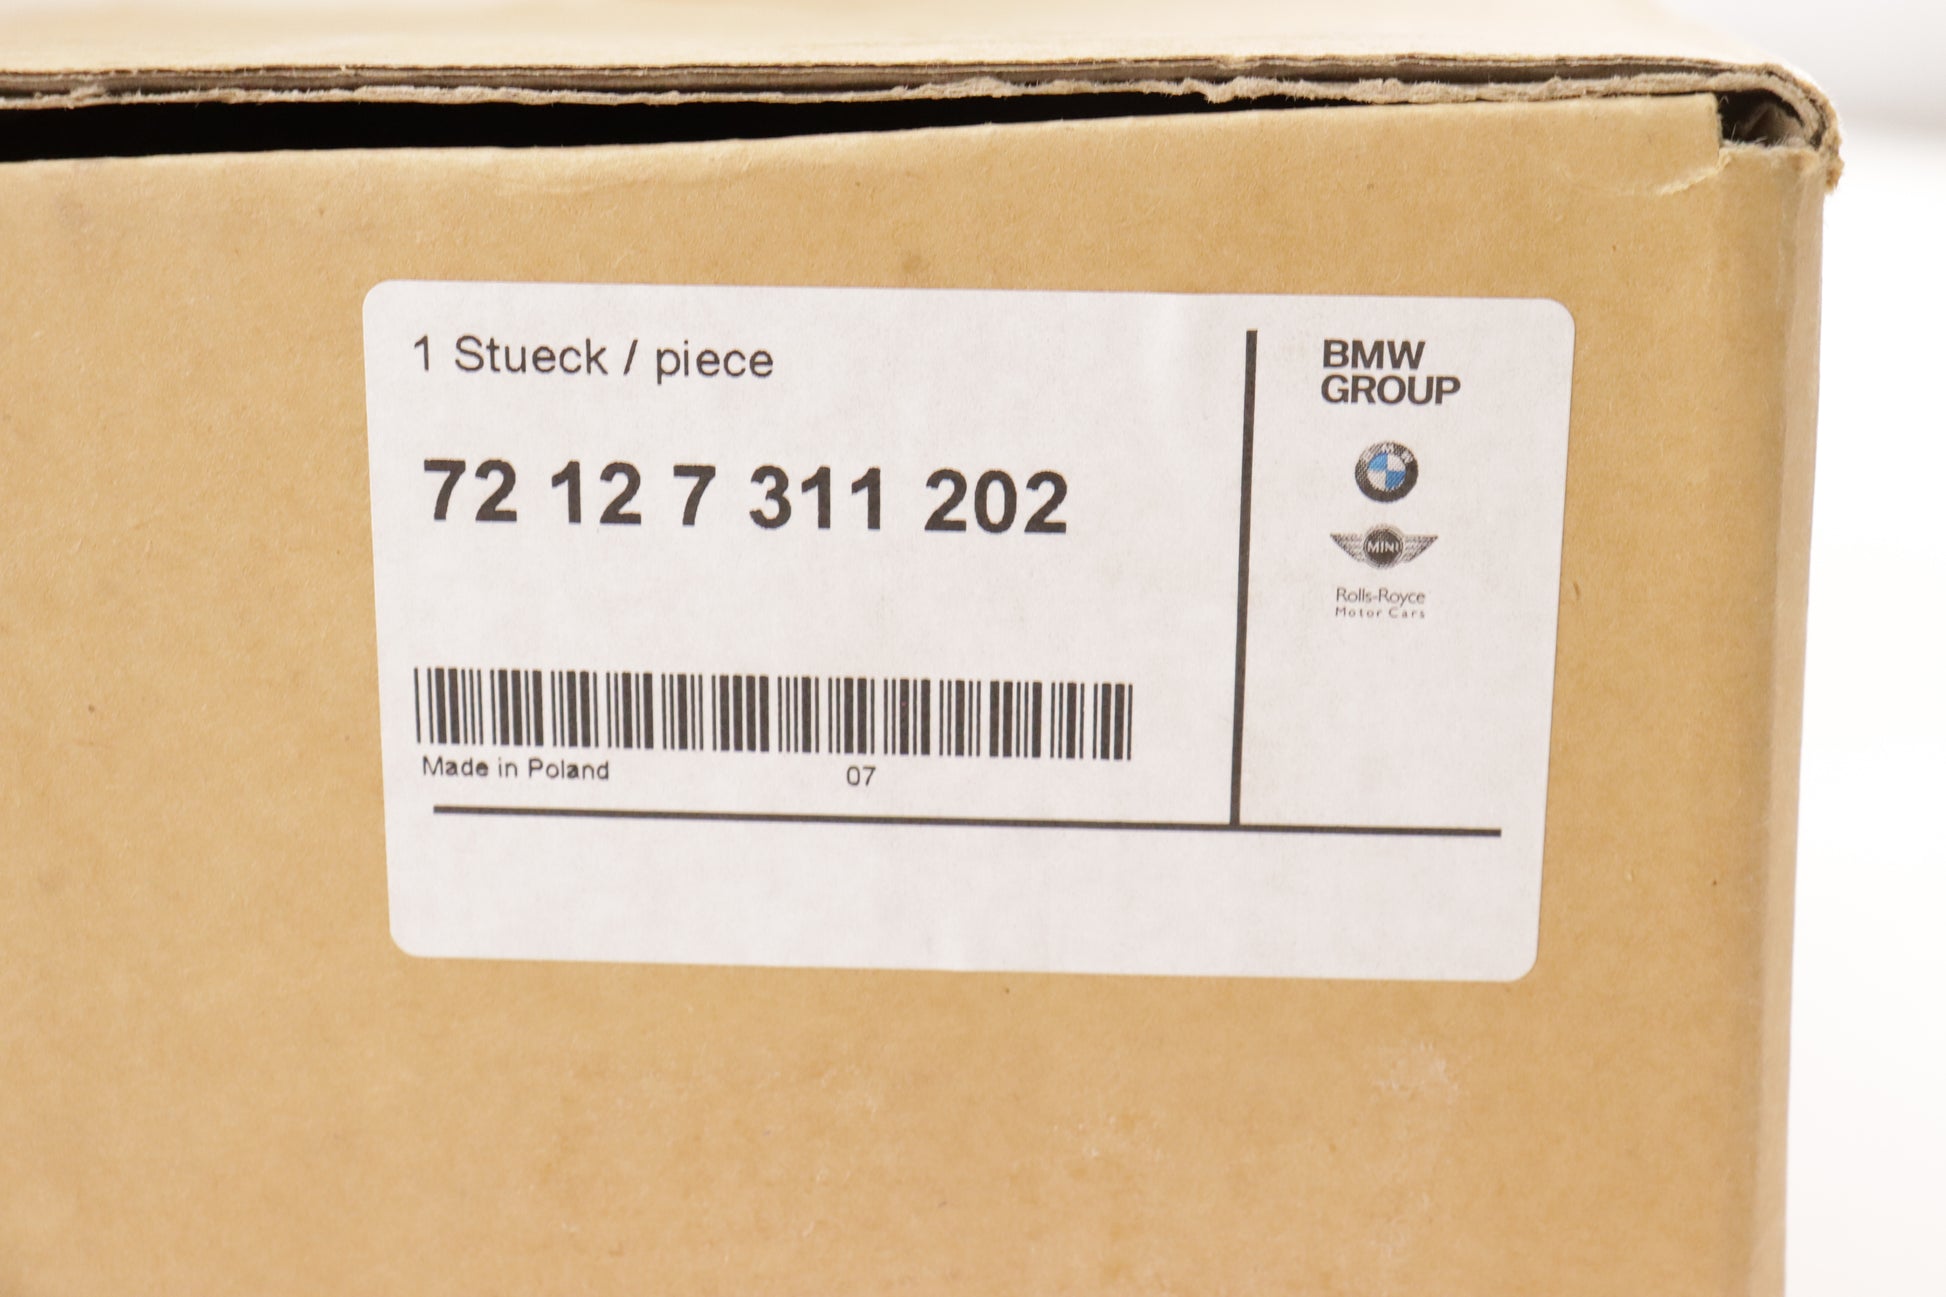 1 Stueck / piece
72 12 7 311 202
Made in Poland 07
BMW
GROUP
BMW
MINI
Rolls-Royce
Motor Cars